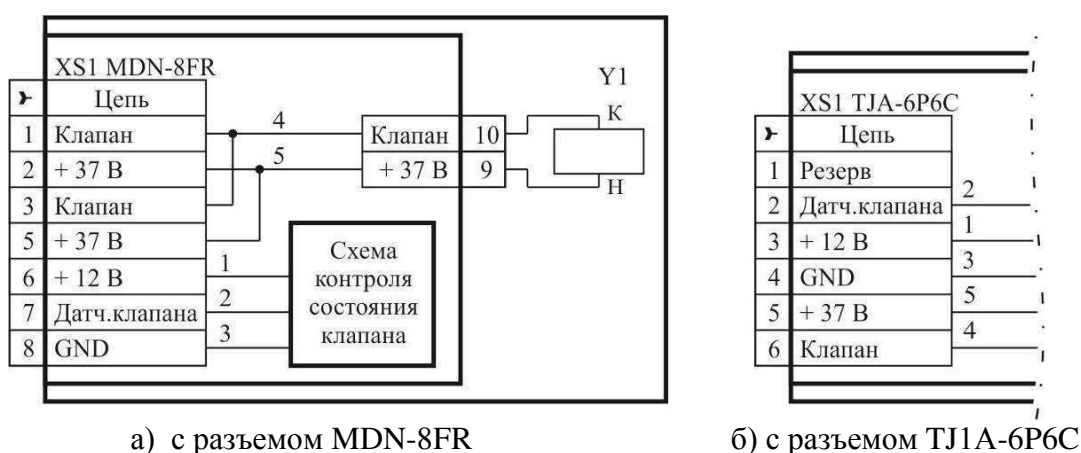 XS1 MDN-8FR
Цепь
1 Клапан
2 + 37 В
3 Клапан
5 + 37 В
6 + 12 В
7 Датч.клапана
8 GND
4
5
1
2
3
Схема
контроля
состояния
клапана
Клапан 10
+ 37 В 9
Y1
К
Н
а) с разъемом MDN-8FR
XS1 TJA-6P6C
Цепь
1 Резерв
2 Датч.клапана
3 + 12 В
4 GND
5 + 37 В
6 Клапан
2
1
3
5
4
б) с разъемом TJ1A-6P6C